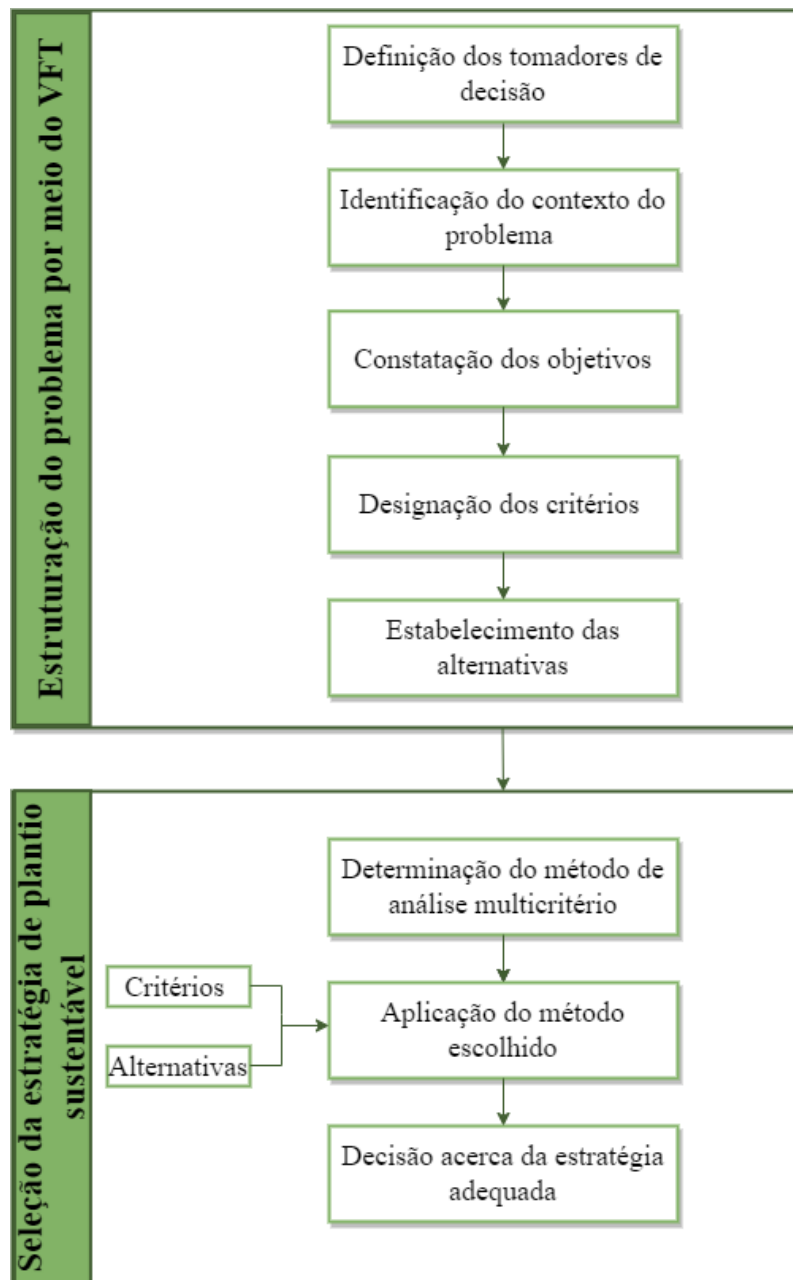 Estruturação do problema por meio do VFT
Definição dos tomadores de
decisão
Identificação do contexto do
problema
Constatação dos objetivos
Designação dos critérios
Estabelecimento das
alternativas
Seleção da estratégia de plantio
sustentável
Determinação do método de
análise multicritério
Critérios
Alternativas
Aplicação do método
escolhido
Decisão acerca da estratégia
adequada